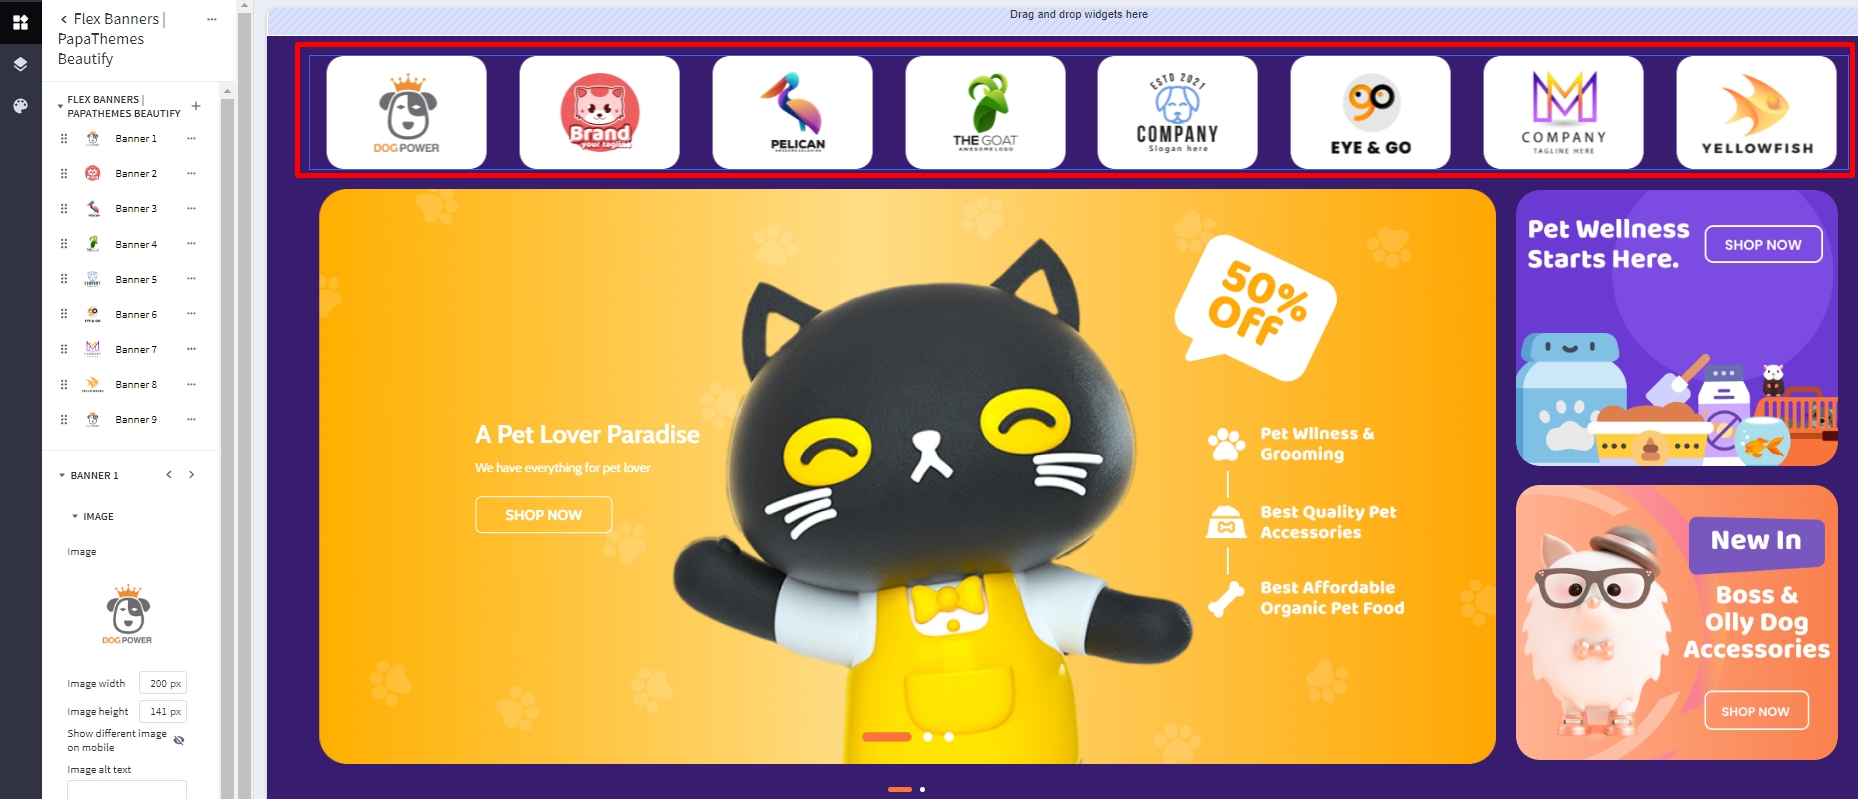 Flex Banners |
PapaThemes
Beautify
FLEX BANNERS |
PAPATHEMES BEAUTIFY
Banner 1
Banner 2
Banner 3
Banner 4
Banner 5
Banner 6
Banner 7
Banner 8
Banner 9
BANNER 1
IMAGE
Image
DOG POWER
Image width
200 px
Image height
141 px
Show different image
on mobile
Image alt text
Drag and drop widgets here
DOG POWER
Brand
your tagline
PELICAN
THE GOAT
AWESOME LOGO
ESTD 2021
COMPANY
Slogan here
go
EYE & GO
COMPANY
TAGLINE HERE
YELLOWFISH
50%
OFF
A Pet Lover Paradise
We have everything for pet lover
SHOP NOW
Pet Wllness &
Grooming
Best Quality Pet
Accessories
Best Affordable
Organic Pet Food
Pet Wellness
Starts Here.
SHOP NOW
New In
Boss &
Olly Dog
Accessories
SHOP NOW